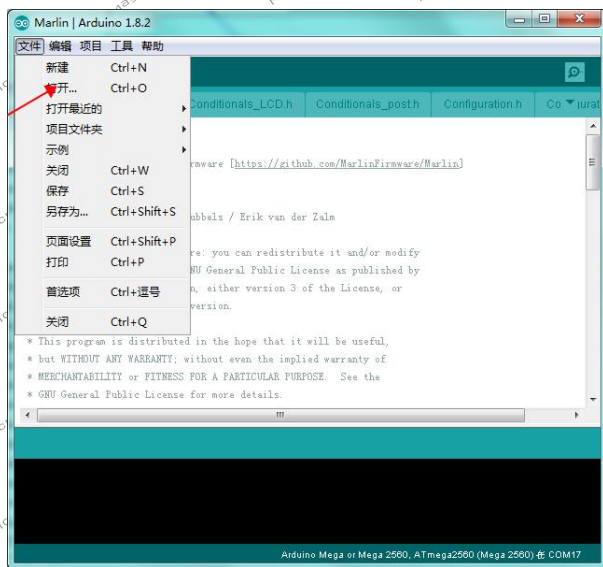 Marlin | Arduino 1.8.2
文件 编辑 项目 工具 帮助
新建 Ctrl+N
打开... Ctrl+O
打开最近的
项目文件夹
示例
关闭 Ctrl+W
保存 Ctrl+S
另存为... Ctrl+Shift+S
页面设置 Ctrl+Shift+P
打印 Ctrl+P
首选项 Ctrl+逗号
关闭 Ctrl+Q
Conditionals_LCD.h Conditionals_post.h Configuration.h Co urat
rmware [https://github.com/MarlinFirmware/Marlin]
ubbels / Erik van der Zalm
re: you can redistribute it and/or modify
NU General Public License as published by
n, either version 3 of the License, or
version.
* This program is distributed in the hope that it will be useful,
* but WITHOUT ANY WARRANTY; without even the implied warranty of
* MERCHANTABILITY or FITNESS FOR A PARTICULAR PURPOSE. See the
* GNU General Public License for more details.
Arduino Mega or Mega 2560, ATmega2560 (Mega 2560) 在 COM17